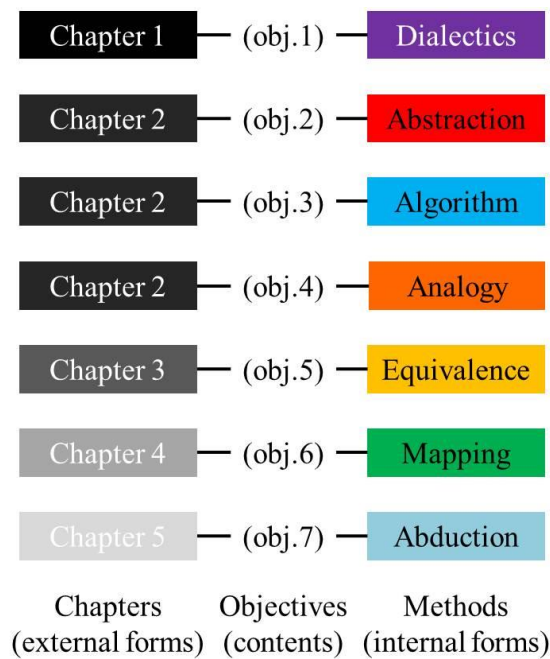 Chapter 1 (obj.1) Dialectics
Chapter 2 (obj.2) Abstraction
Chapter 2 (obj.3) Algorithm
Chapter 2 (obj.4) Analogy
Chapter 3 (obj.5) Equivalence
Chapter 4 (obj.6) Mapping
Chapter 5 (obj.7) Abduction
Chapters Objectives Methods
(external forms) (contents) (internal forms)